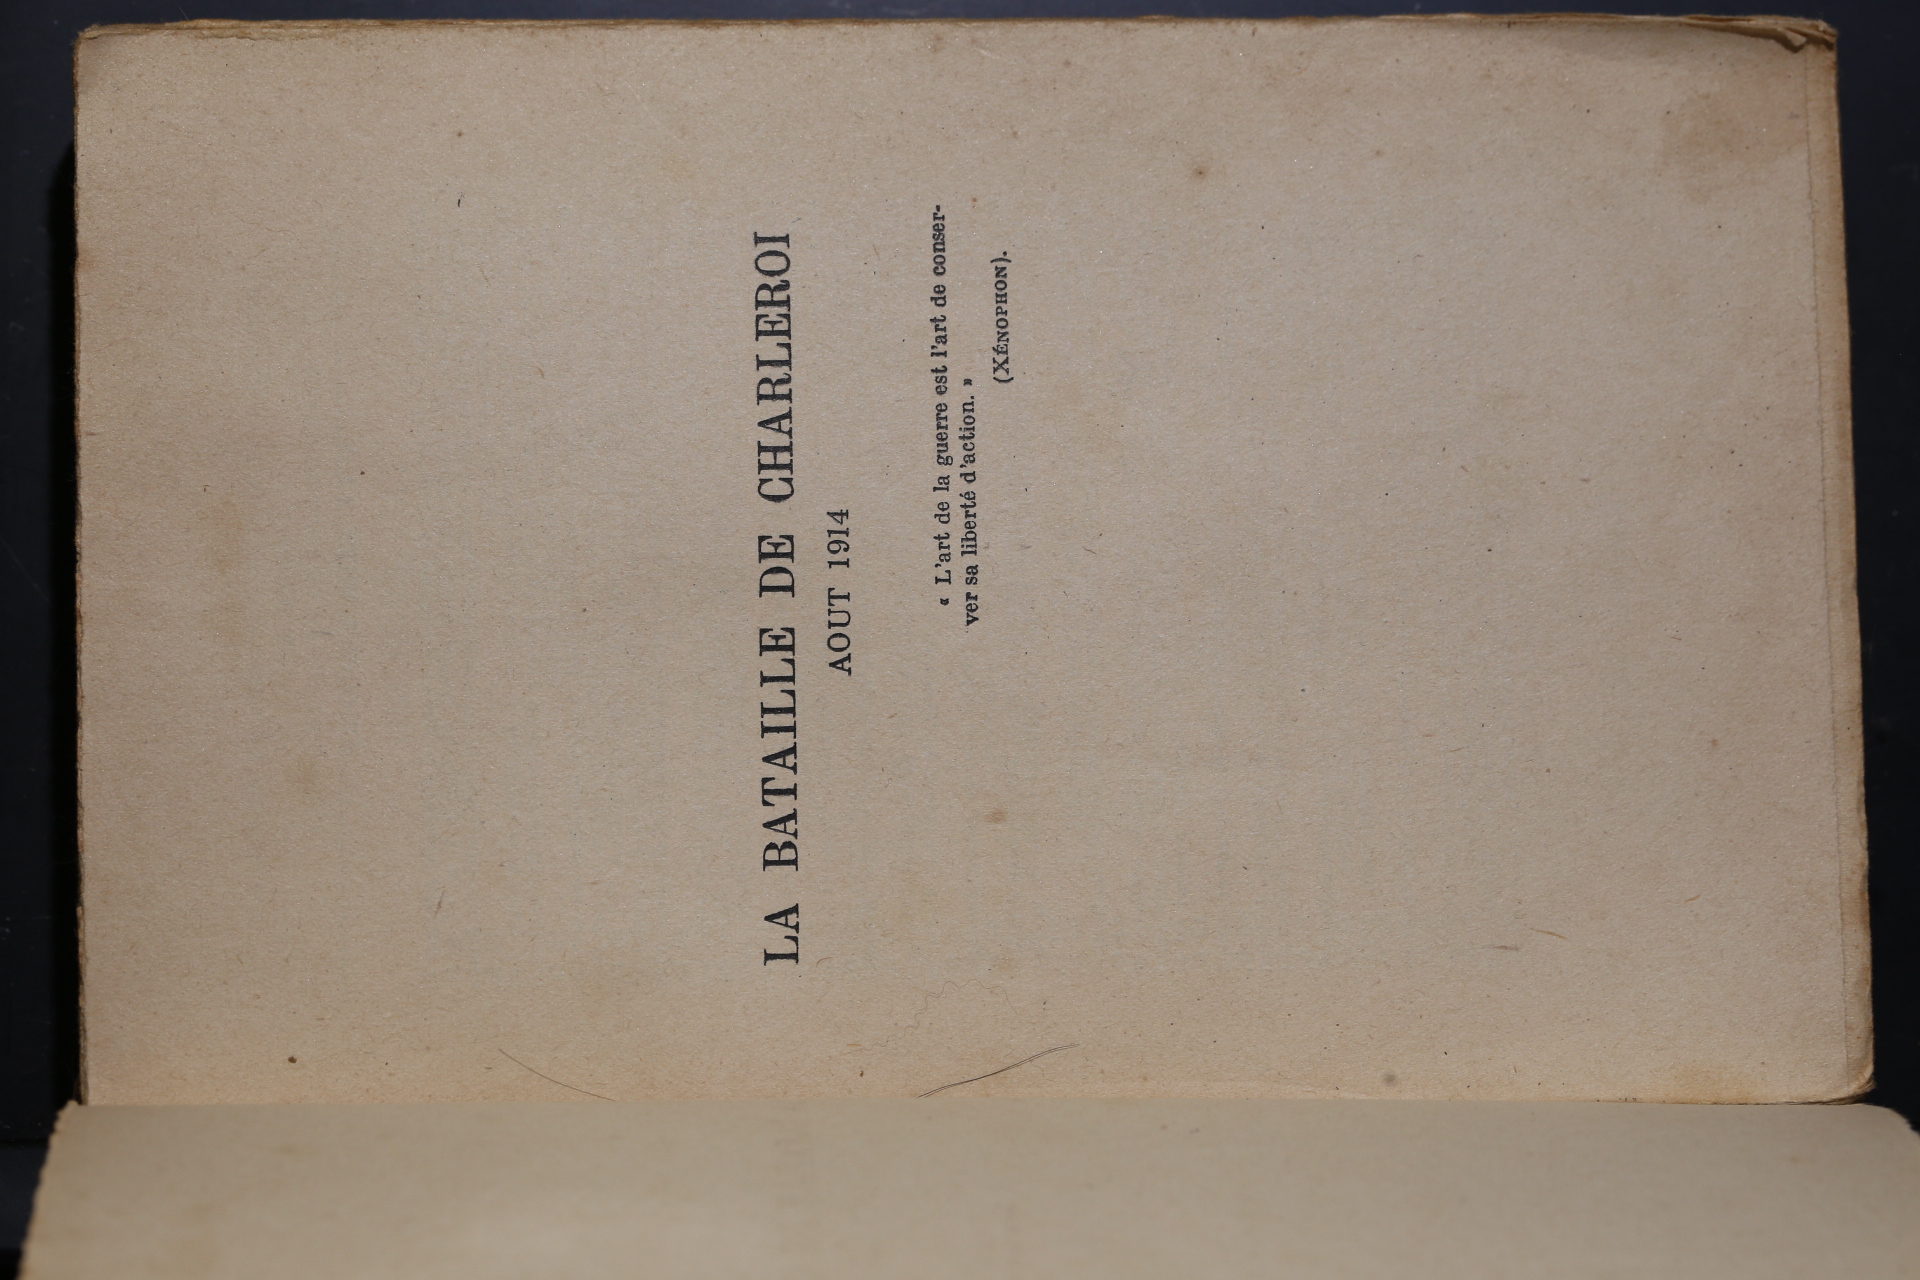 LA BATAILLE DE CHARLEROI
AOUT 1914
« L'art de la guerre est l'art de conser-
ver sa liberté d'action. »
(XÉNOPHON).